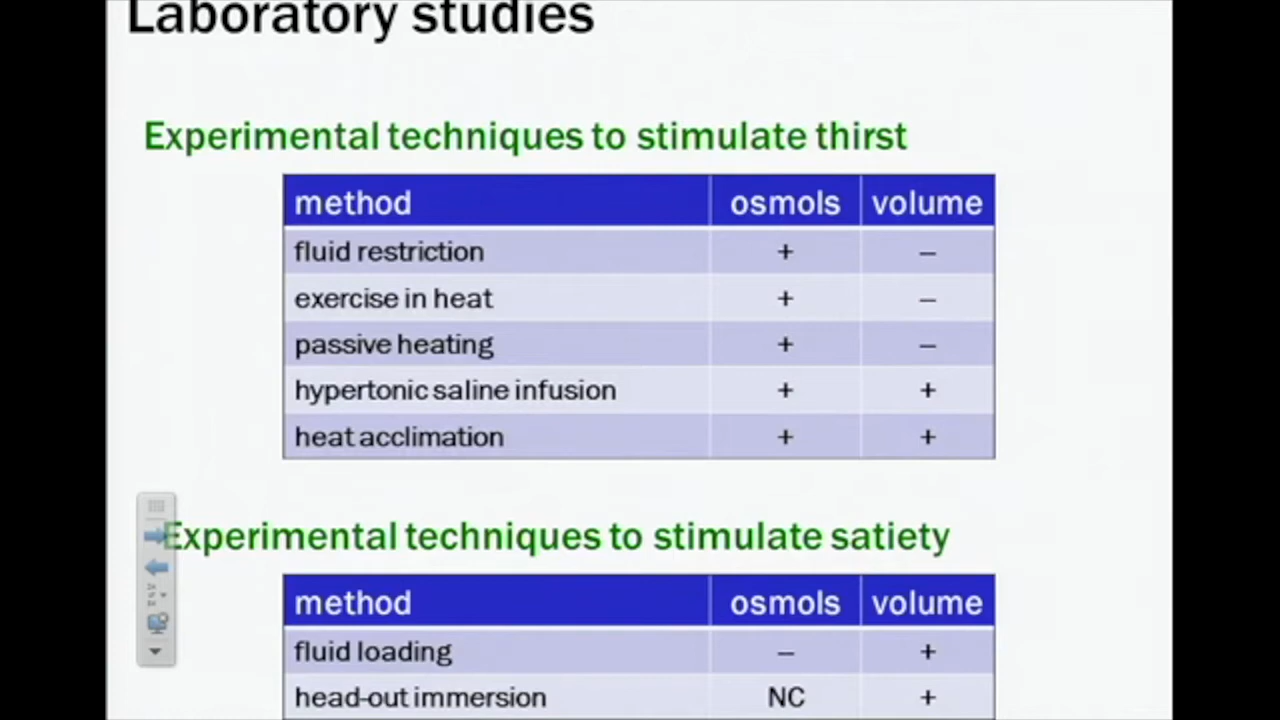 Laboratory studies
Experimental techniques to stimulate thirst
method osmols volume
fluid restriction + –
exercise in heat + –
passive heating + –
hypertonic saline infusion + +
heat acclimation + +
Experimental techniques to stimulate satiety
method osmols volume
fluid loading – +
head-out immersion NC +